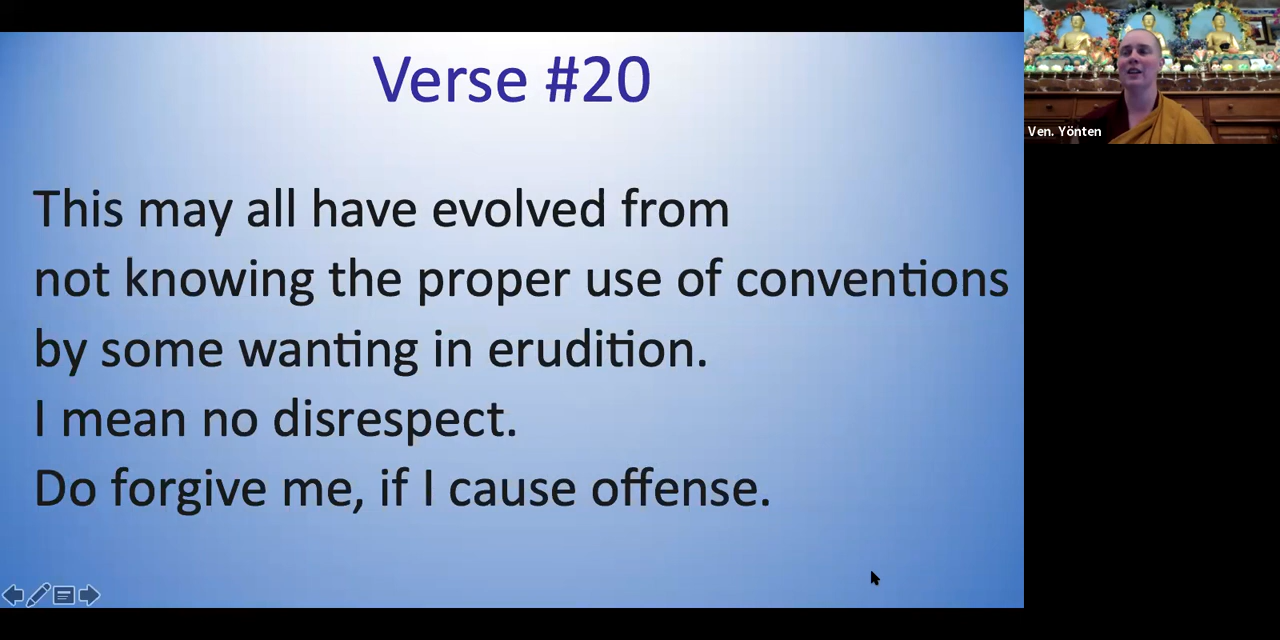 Verse #20
This may all have evolved from
not knowing the proper use of conventions
by some wanting in erudition.
I mean no disrespect.
Do forgive me, if I cause offense.
Ven. Yönten